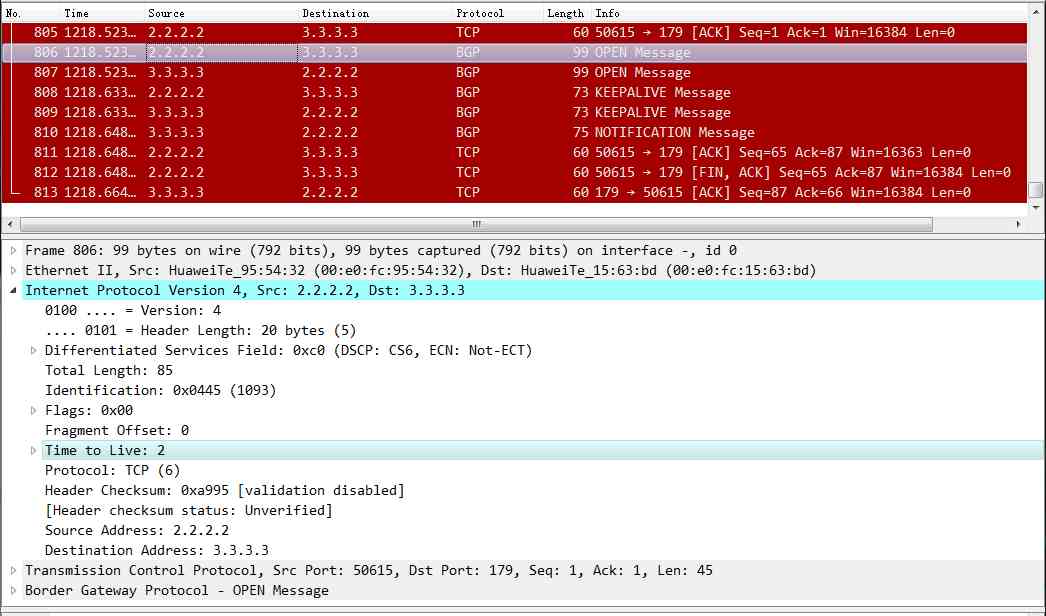 No. Time Source Destination Protocol Length Info
805 1218.523… 2.2.2.2 3.3.3.3 TCP 60 50615 → 179 [ACK] Seq=1 Ack=1 Win=16384 Len=0
806 1218.523… 2.2.2.2 3.3.3.3 BGP 99 OPEN Message
807 1218.523… 3.3.3.3 2.2.2.2 BGP 99 OPEN Message
808 1218.633… 2.2.2.2 3.3.3.3 BGP 73 KEEPALIVE Message
809 1218.633… 3.3.3.3 2.2.2.2 BGP 73 KEEPALIVE Message
810 1218.648… 3.3.3.3 2.2.2.2 BGP 75 NOTIFICATION Message
811 1218.648… 2.2.2.2 3.3.3.3 TCP 60 50615 → 179 [ACK] Seq=65 Ack=87 Win=16363 Len=0
812 1218.648… 2.2.2.2 3.3.3.3 TCP 60 50615 → 179 [FIN, ACK] Seq=65 Ack=87 Win=16384 Len=0
813 1218.664… 3.3.3.3 2.2.2.2 TCP 60 179 → 50615 [ACK] Seq=87 Ack=66 Win=16384 Len=0
Frame 806: 99 bytes on wire (792 bits), 99 bytes captured (792 bits) on interface -, id 0
Ethernet II, Src: HuaweiTe_95:54:32 (00:e0:fc:95:54:32), Dst: HuaweiTe_15:63:bd (00:e0:fc:15:63:bd)
Internet Protocol Version 4, Src: 2.2.2.2, Dst: 3.3.3.3
0100 .... = Version: 4
.... 0101 = Header Length: 20 bytes (5)
Differentiated Services Field: 0xc0 (DSCP: CS6, ECN: Not-ECT)
Total Length: 85
Identification: 0x0445 (1093)
Flags: 0x00
Fragment Offset: 0
Time to Live: 2
Protocol: TCP (6)
Header Checksum: 0xa995 [validation disabled]
[Header checksum status: Unverified]
Source Address: 2.2.2.2
Destination Address: 3.3.3.3
Transmission Control Protocol, Src Port: 50615, Dst Port: 179, Seq: 1, Ack: 1, Len: 45
Border Gateway Protocol - OPEN Message